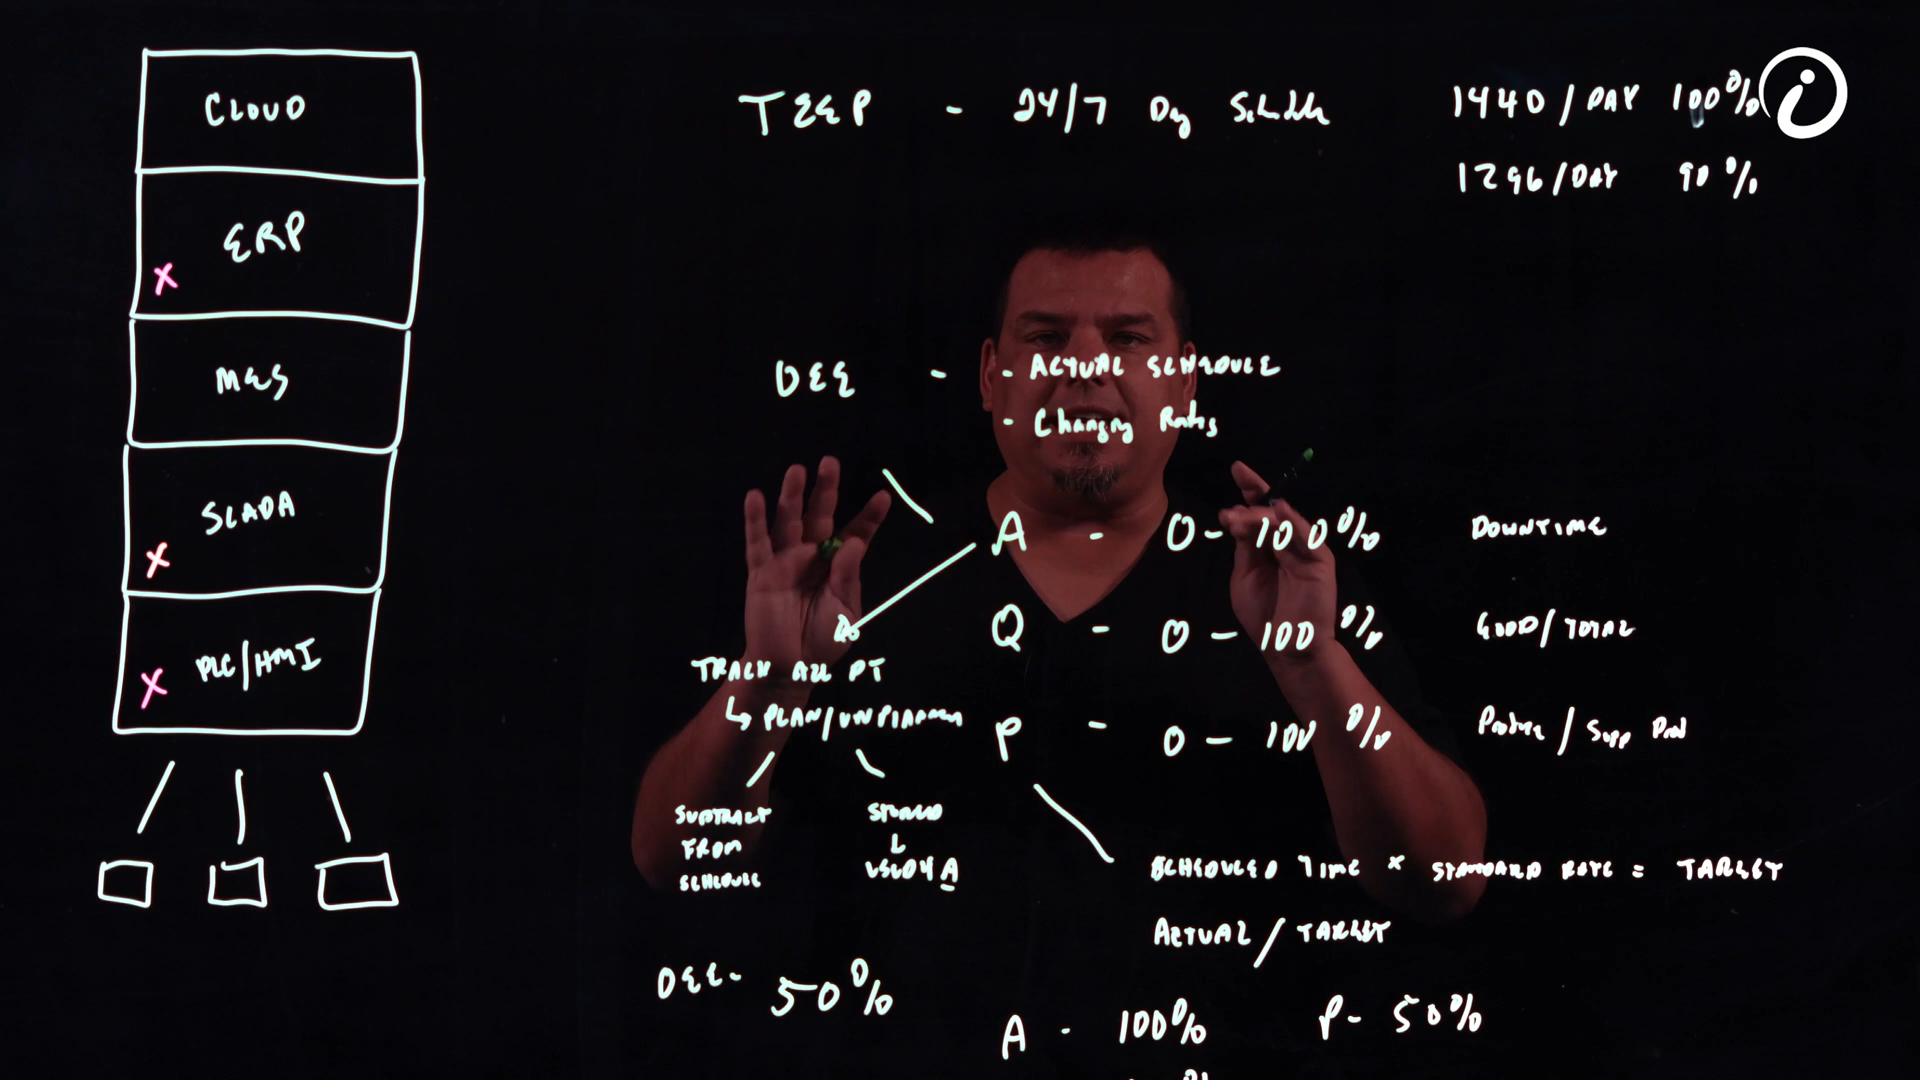 CLOUD
ERP
X
MES
SCADA
X
PLC/HMI
X
TEEP - 24/7 Day Schedule
1440/DAY 100%
1296/DAY 90%
OEE - - ACTUAL SCHEDULE
- Changing Rates
A - 0-100% DOWNTIME
Q - 0-100% GOOD/TOTAL
P - 0-100%
TRACK ALL DT
↳ PLAN/UNPLANNED
SUBTRACT
FROM
SCHEDULE
A
SCHEDULED TIME × STANDARD RATE = TARGET
ACTUAL/TARGET
OEE- 50%
A - 100%
P- 50%